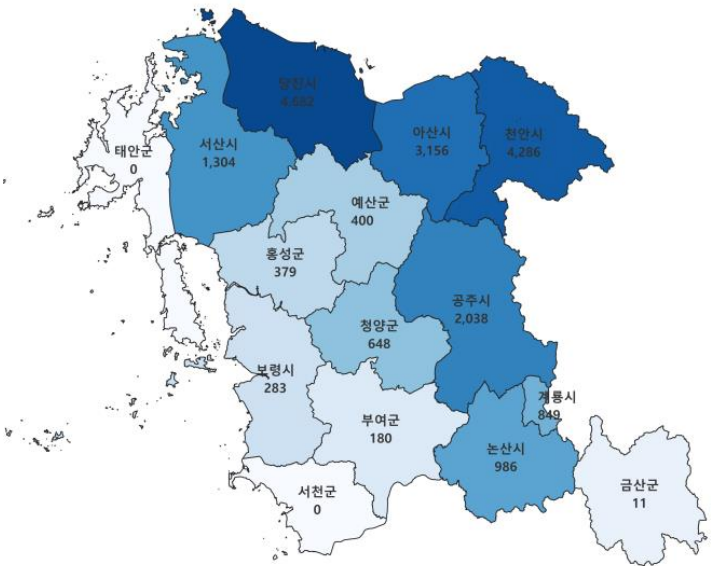 당진시
4,682
천안시
4,286
아산시
3,156
서산시
1,304
태안군
0
예산군
400
홍성군
379
공주시
2,038
청양군
648
보령시
283
계룡시
849
부여군
180
논산시
986
서천군
0
금산군
11